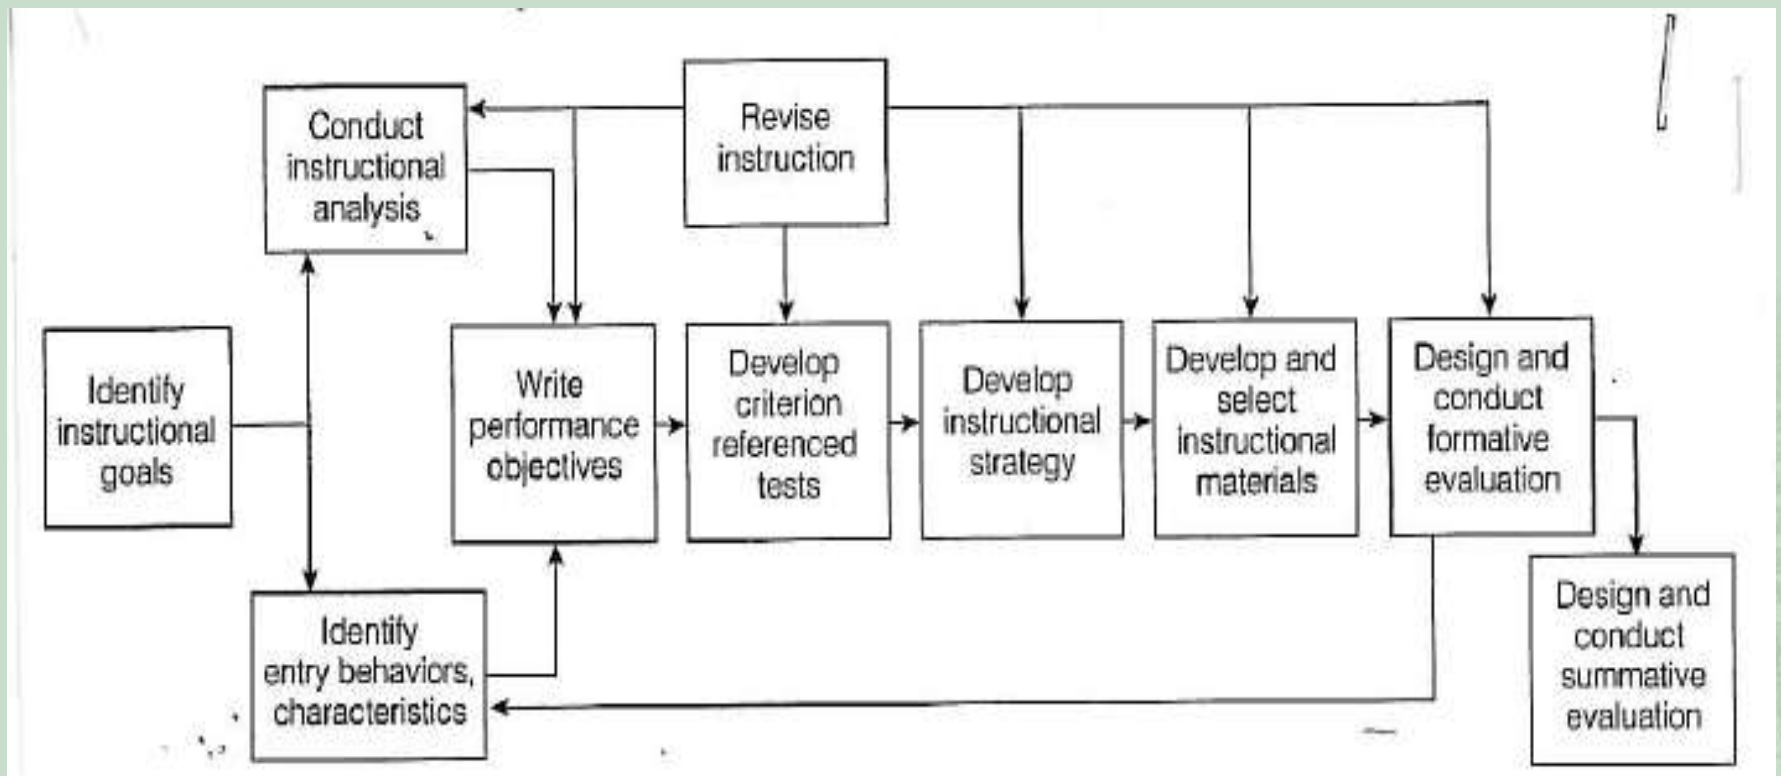 Conduct
instructional
analysis
Revise
instruction
Identify
instructional
goals
Write
performance
objectives
Develop
criterion
referenced
tests
Develop
instructional
strategy
Develop and
select
instructional
materials
Design and
conduct
formative
evaluation
Identify
entry behaviors,
characteristics
Design and
conduct
summative
evaluation